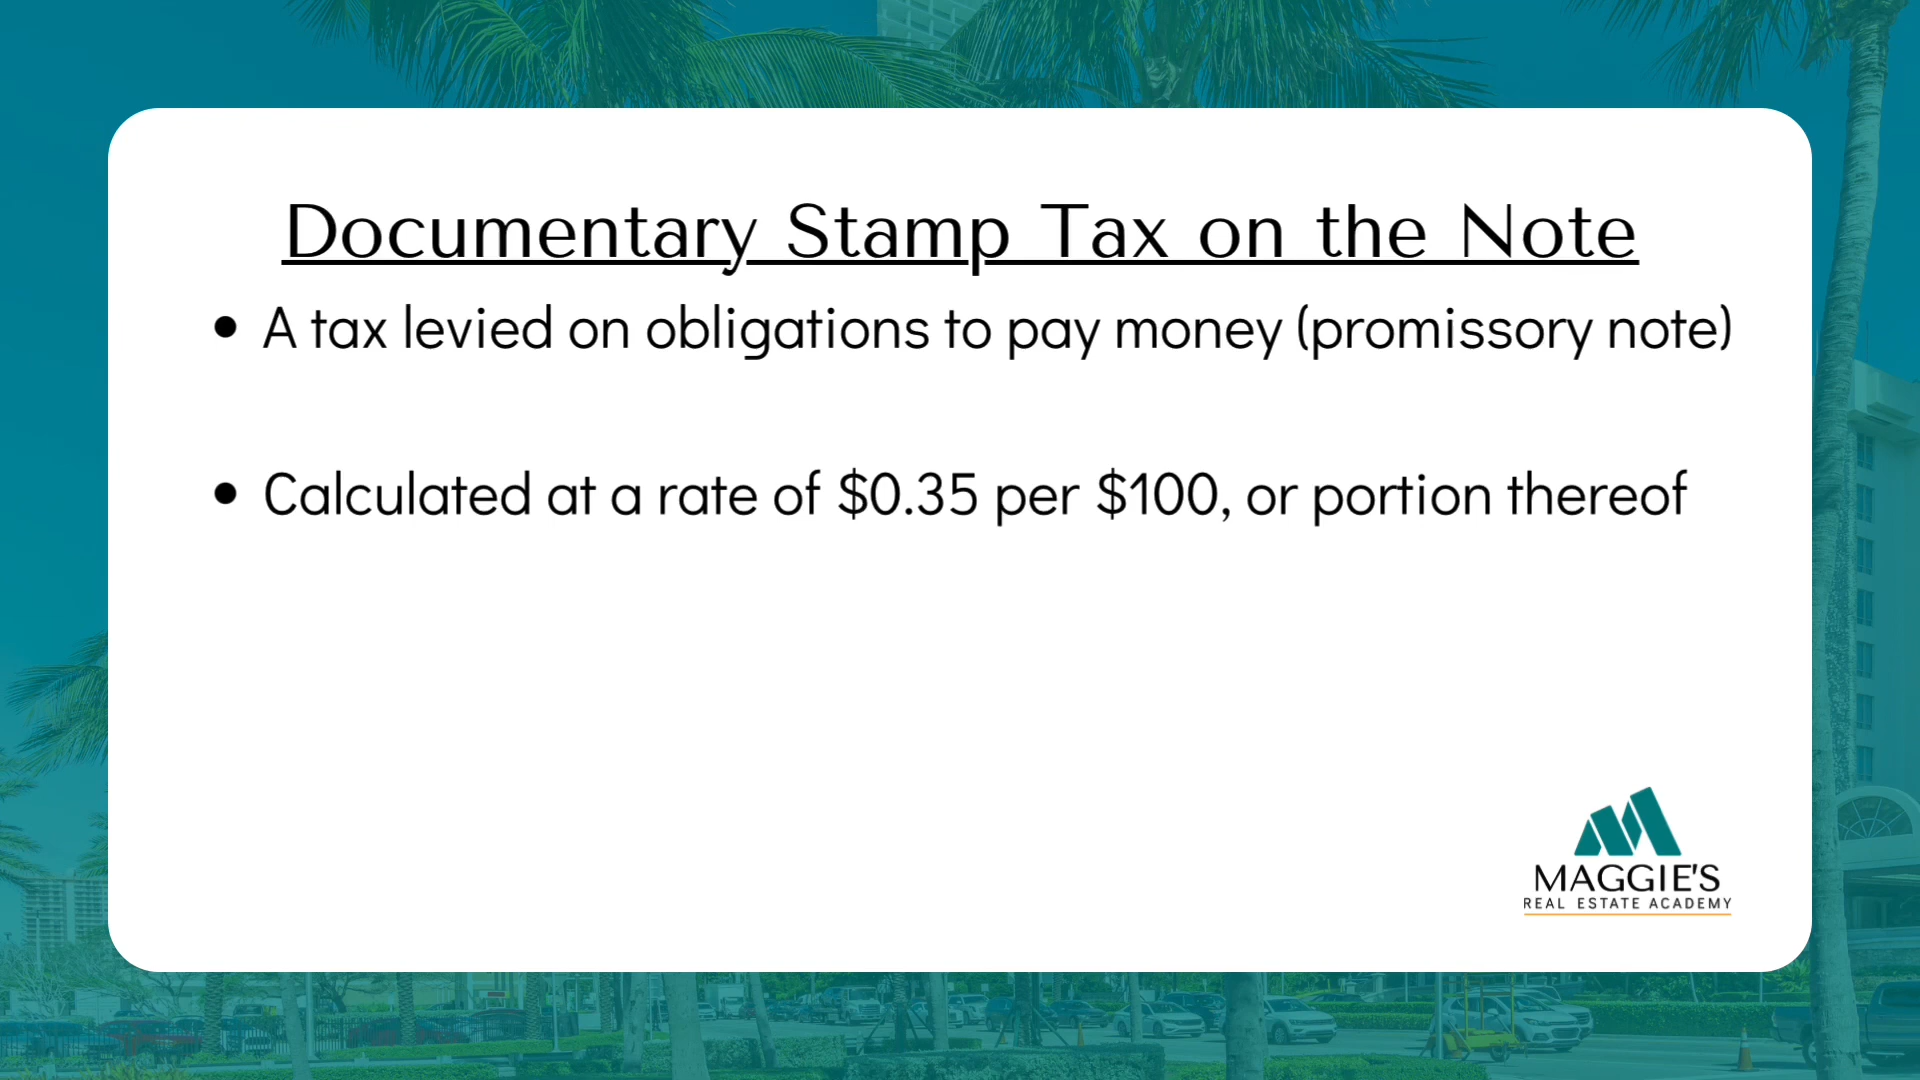 Documentary Stamp Tax on the Note
• A tax levied on obligations to pay money (promissory note)
• Calculated at a rate of $0.35 per $100, or portion thereof
MAGGIE'S
REAL ESTATE ACADEMY